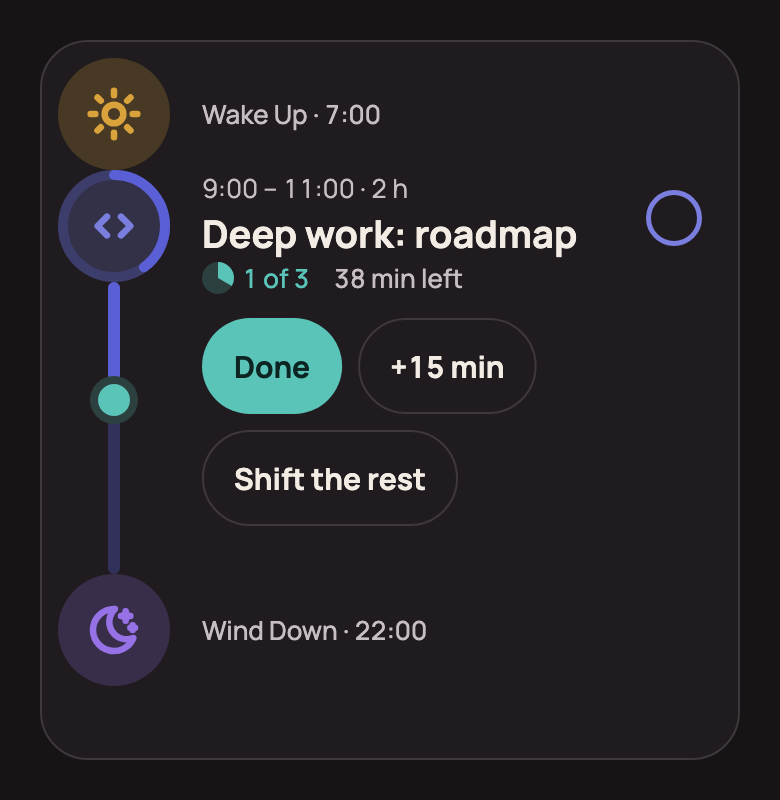 Wake Up · 7:00
9:00 – 11:00 · 2 h
Deep work: roadmap
1 of 3 38 min left
Done +15 min
Shift the rest
Wind Down · 22:00